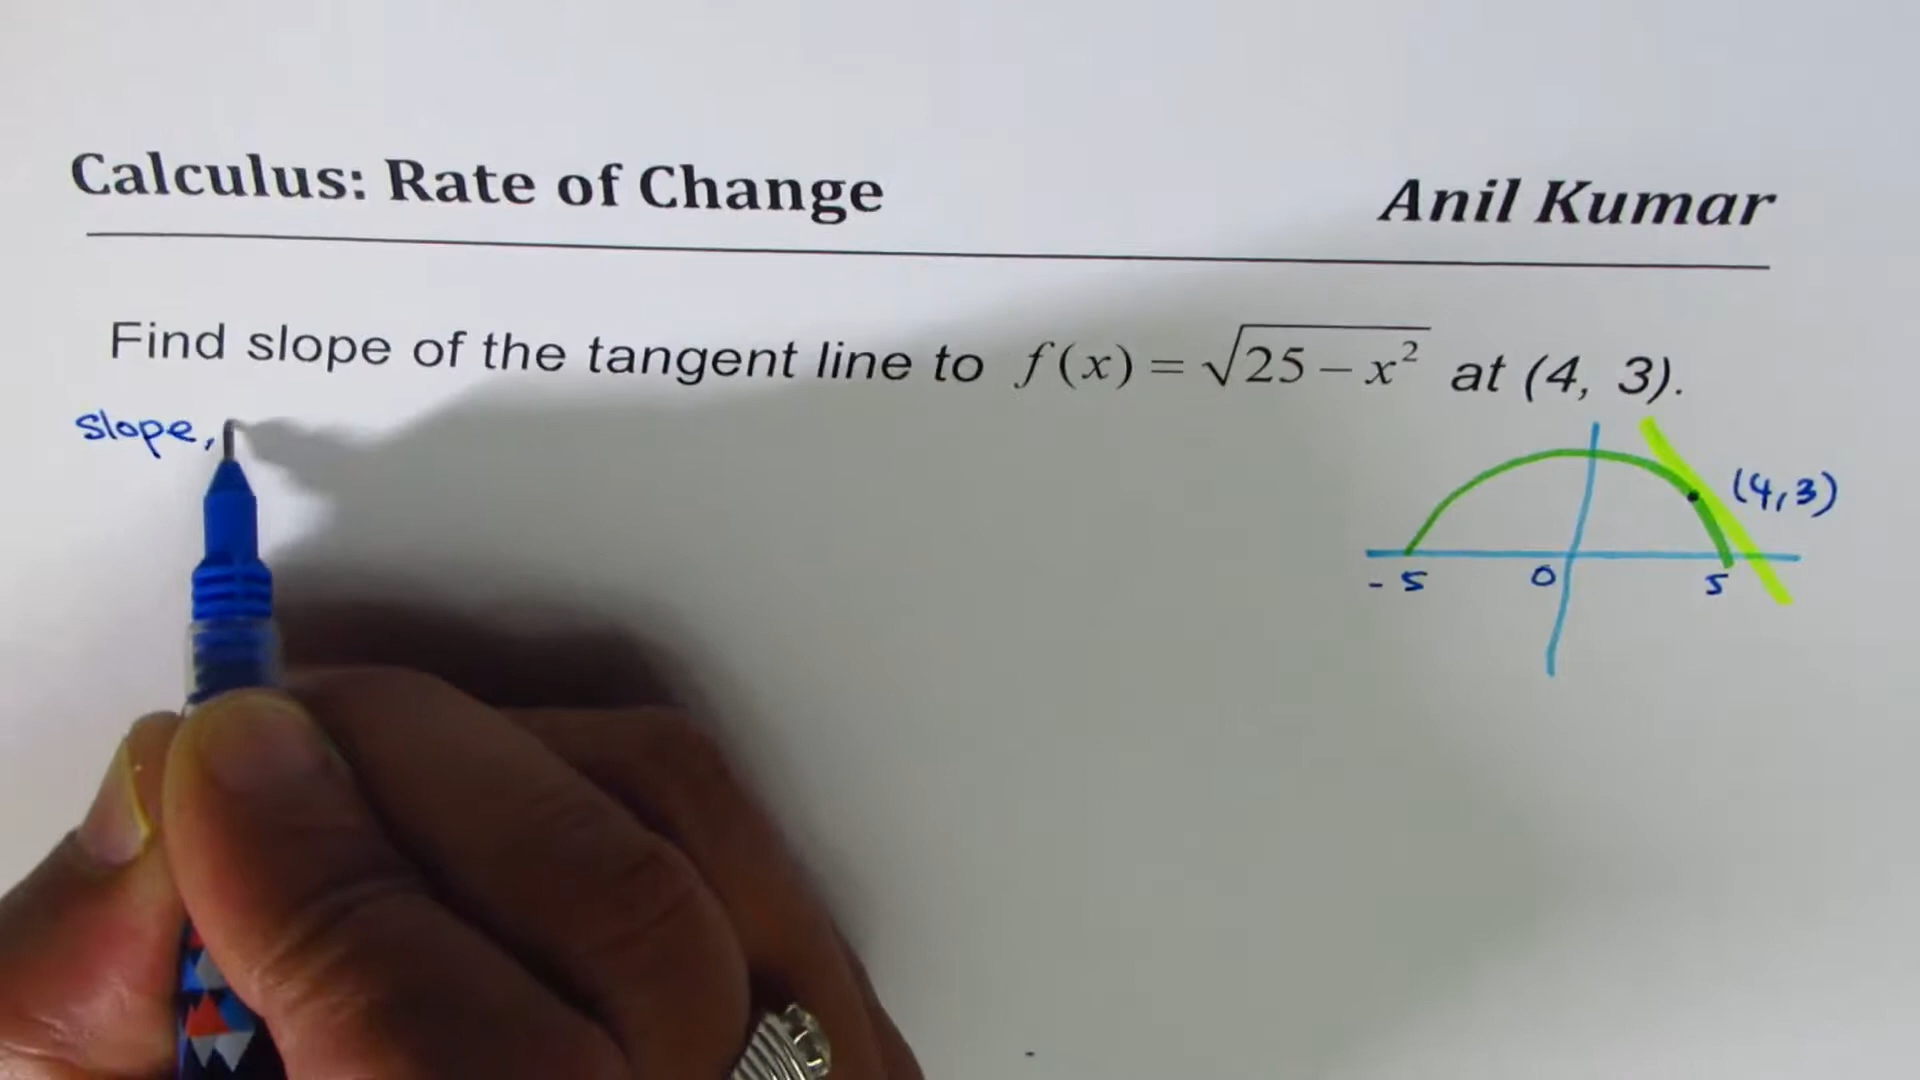 Calculus: Rate of Change Anil Kumar
Find slope of the tangent line to f(x) = √25 − x² at (4, 3).
Slope,
(4,3)
-5 0 5